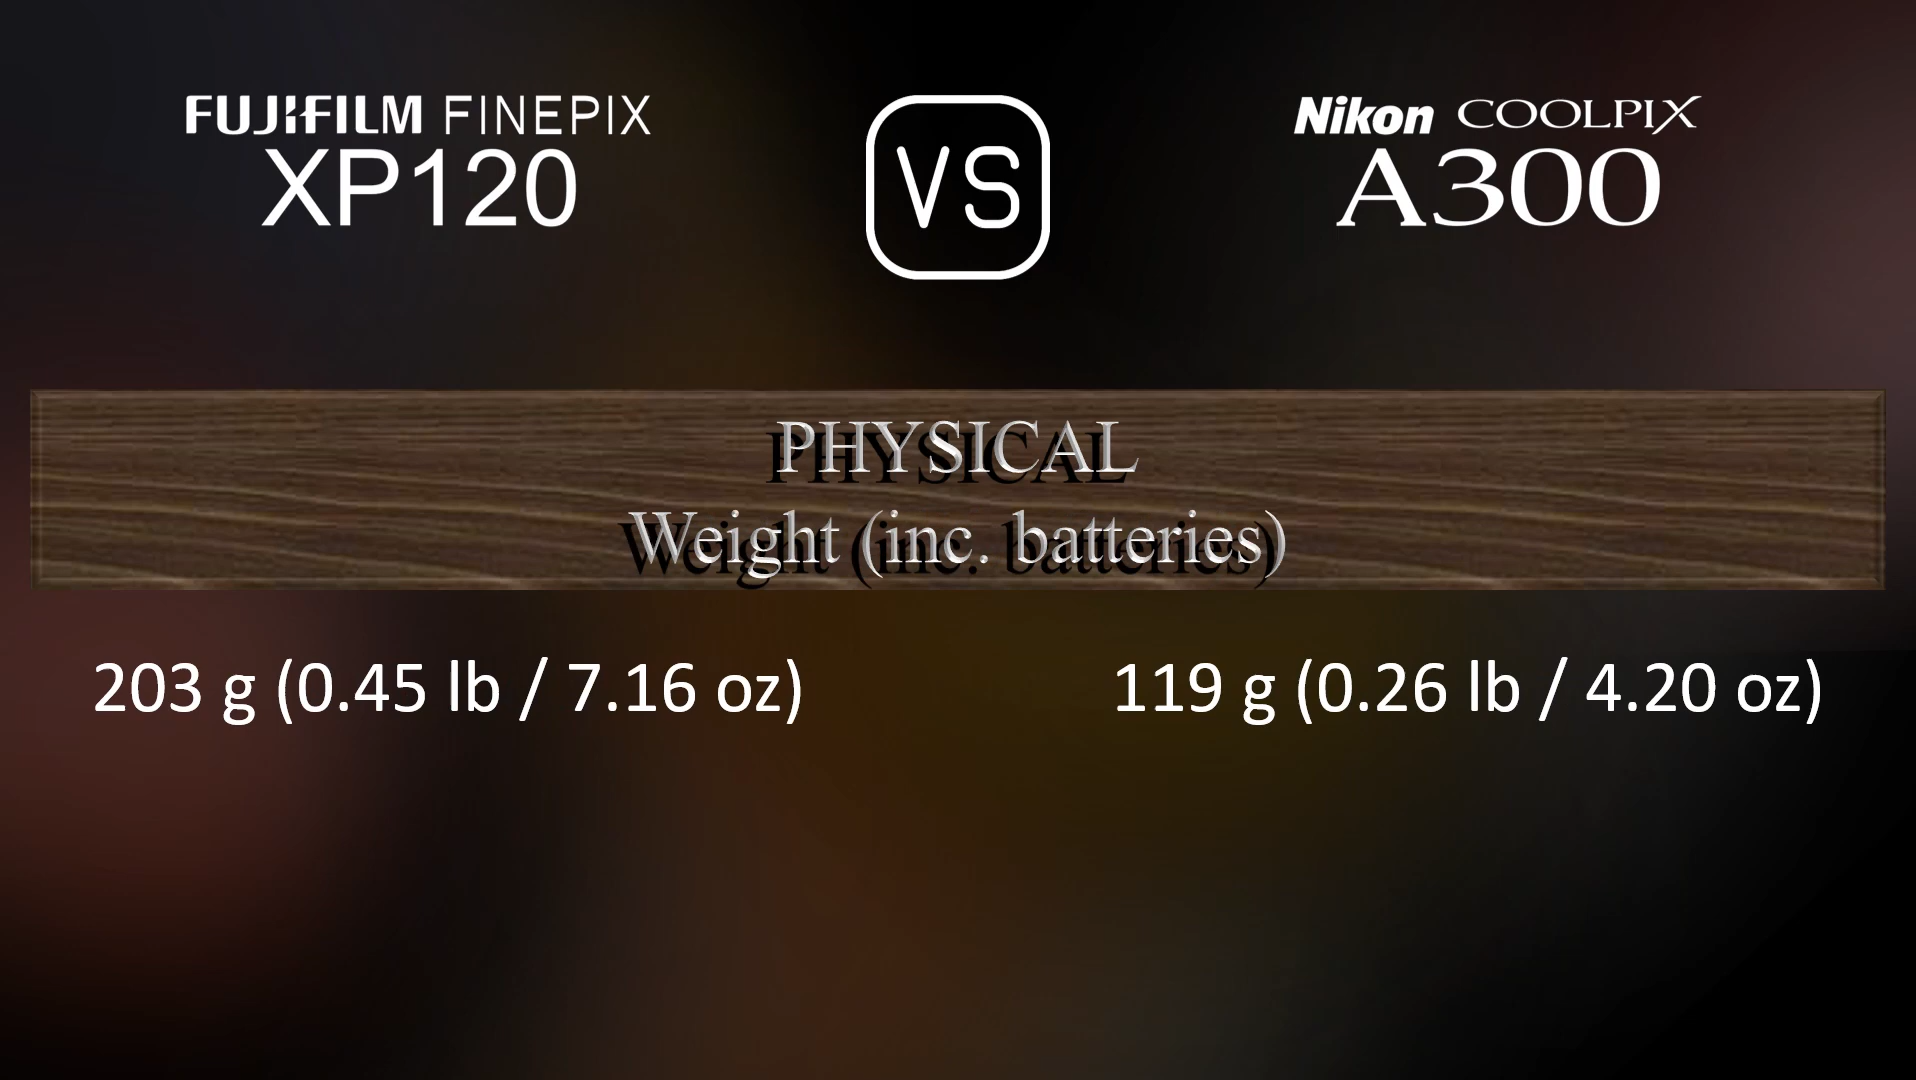 FUJIFILM FINEPIX
XP120
VS
Nikon COOLPIX
A300
PHYSICAL
Weight (inc. batteries)
203 g (0.45 lb / 7.16 oz)
119 g (0.26 lb / 4.20 oz)